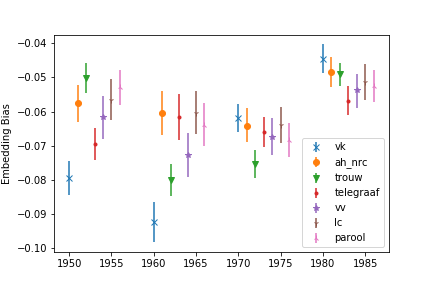 −0.04
−0.05
−0.06
−0.07
−0.08
−0.09
−0.10
Embedding Bias
1950 1955 1960 1965 1970 1975 1980 1985
vk
ah_nrc
trouw
telegraaf
vv
lc
parool